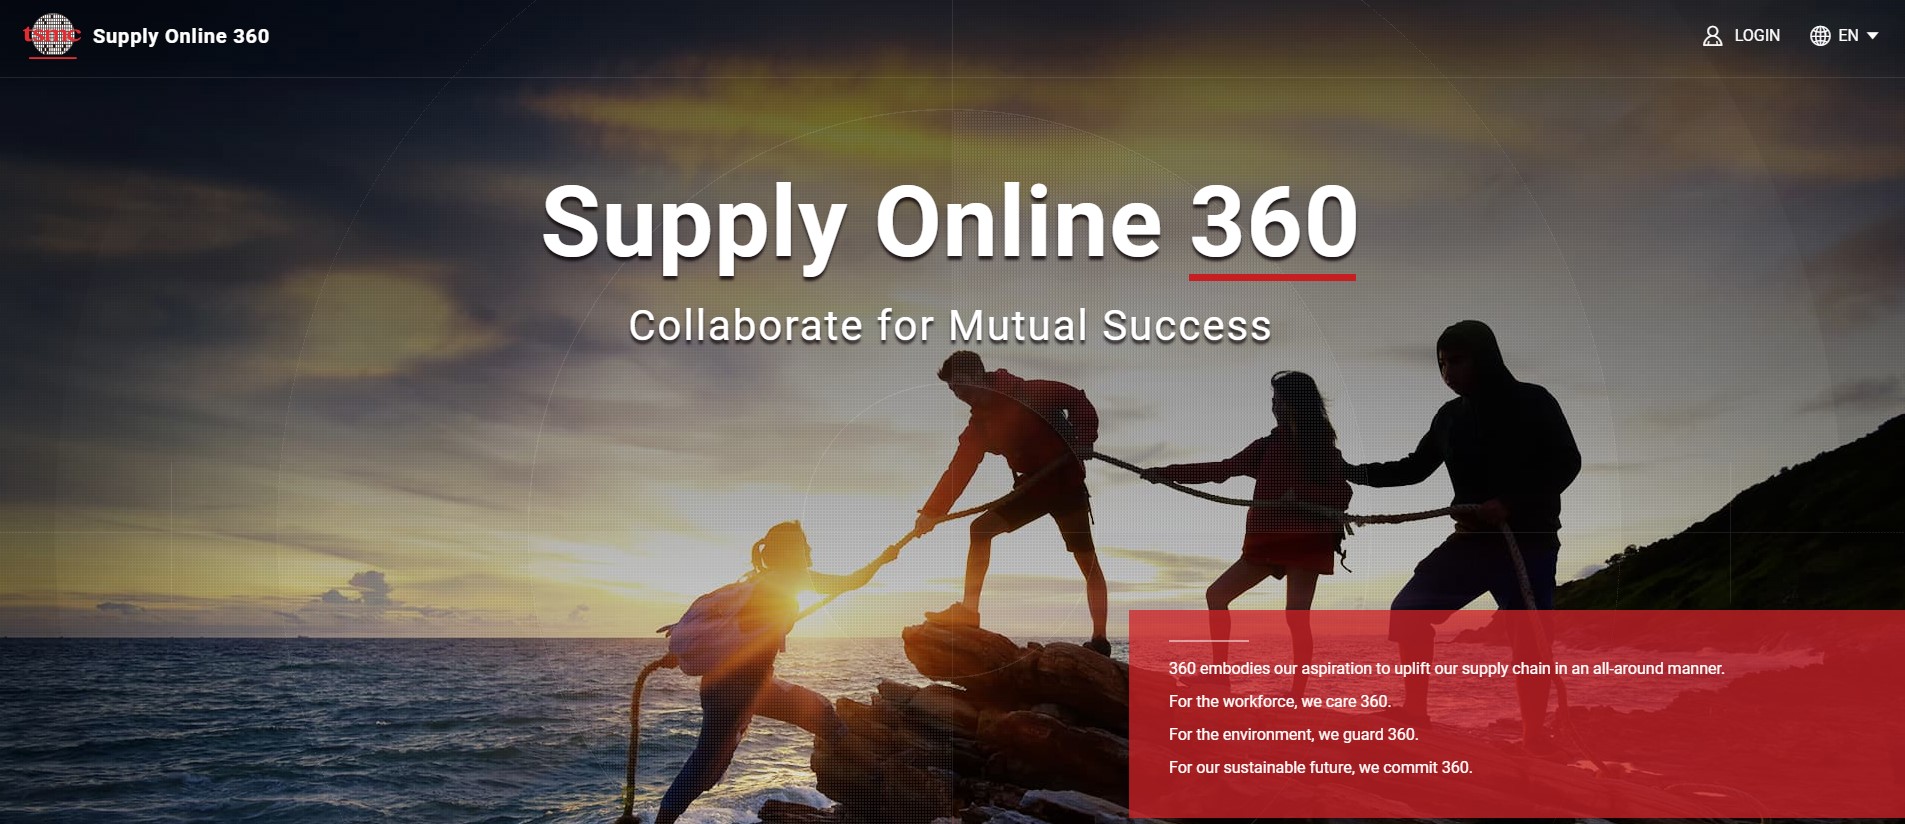 tsmc Supply Online 360
LOGIN
EN
Supply Online 360
Collaborate for Mutual Success
360 embodies our aspiration to uplift our supply chain in an all-around manner.
For the workforce, we care 360.
For the environment, we guard 360.
For our sustainable future, we commit 360.